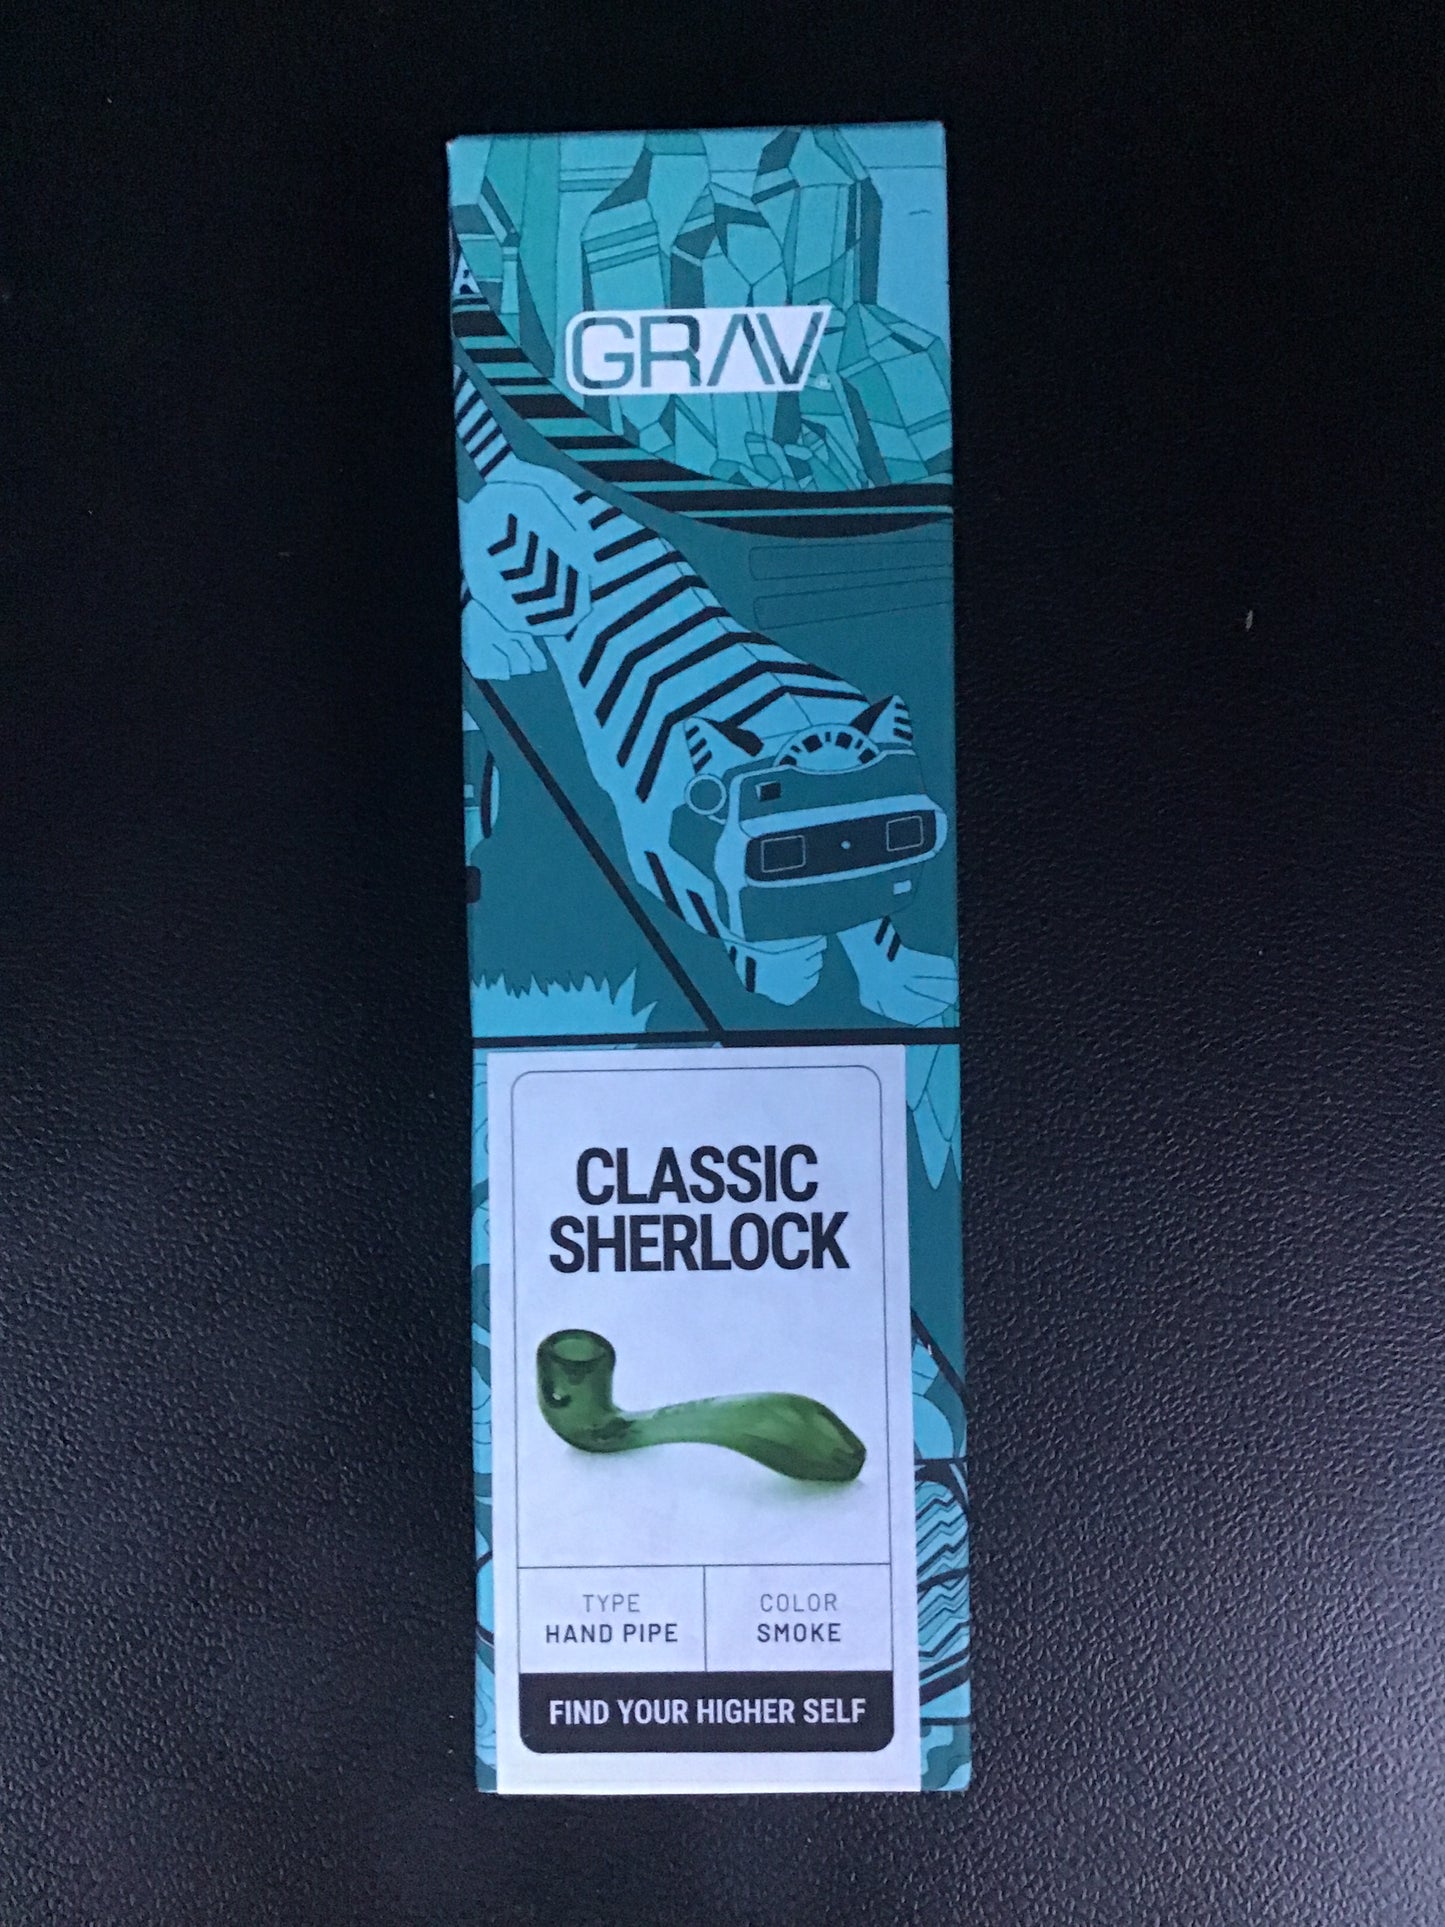 GRAV
CLASSIC
SHERLOCK
TYPE
HAND PIPE
COLOR
SMOKE
FIND YOUR HIGHER SELF